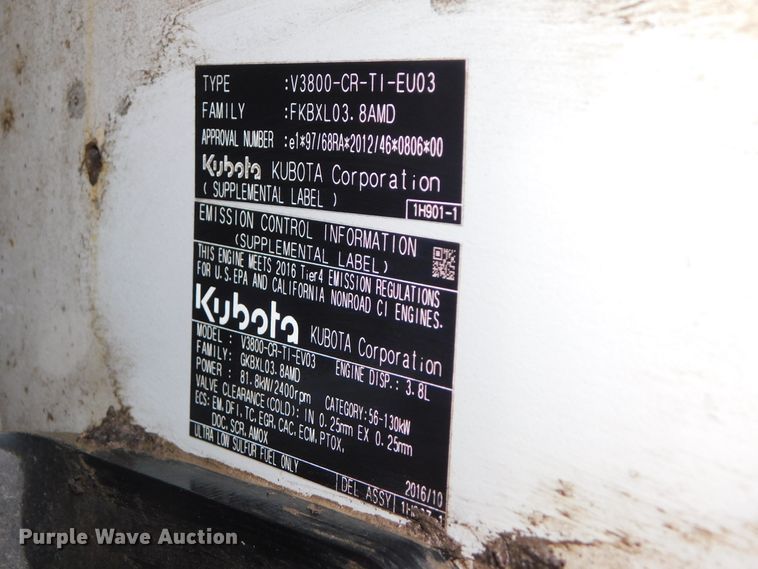 TYPE :V3800-CR-TI-EU03
FAMILY :FKBXL03.8AMD
APPROVAL NUMBER :e1*97/68RA*2012/46*0806*00
Kubota KUBOTA Corporation
(SUPPLEMENTAL LABEL)
1H901-1
EMISSION CONTROL INFORMATION
(SUPPLEMENTAL LABEL)
THIS ENGINE MEETS 2016 Tier4 EMISSION REGULATIONS
FOR U.S.EPA AND CALIFORNIA NONROAD CI ENGINES.
Kubota KUBOTA Corporation
MODEL : V3800-CR-TI-EV03 ENGINE DISP.: 3.8L
FAMILY: GKBXL03.8AMD
POWER : 81.8kW/2400rpm CATEGORY:56-130kW
VALVE CLEARANCE(COLD): IN 0.25mm EX 0.25mm
ECS: EM,DFI,TC,EGR,CAC,ECM,PTOX,
DOC,SCR,AMOX
ULTRA LOW SULFUR FUEL ONLY
2016/10
DEL ASSY
Purple Wave Auction.